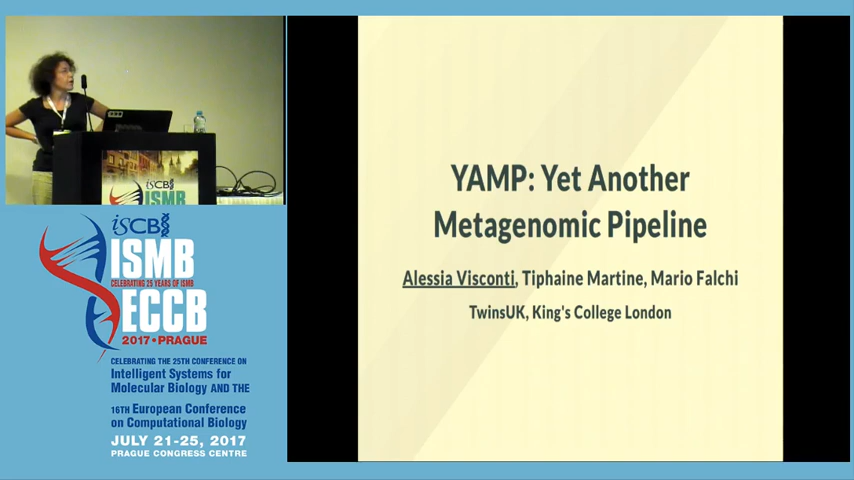 iSCB
ISMB
iSCB
ISMB
CELEBRATING 25 YEARS OF ISMB
ECCB
2017 • PRAGUE
CELEBRATING THE 25TH CONFERENCE ON
Intelligent Systems for
Molecular Biology AND THE
16TH European Conference
on Computational Biology
JULY 21-25, 2017
PRAGUE CONGRESS CENTRE
YAMP: Yet Another
Metagenomic Pipeline
Alessia Visconti, Tiphaine Martine, Mario Falchi
TwinsUK, King's College London